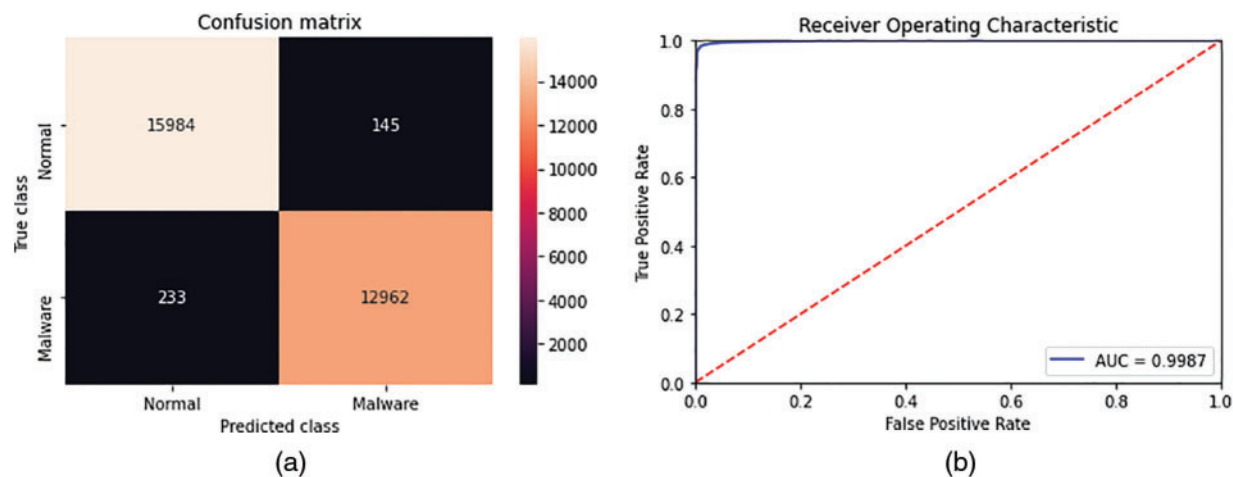 Confusion matrix
Normal
Malware
True class
15984
145
233
12962
Normal
Malware
Predicted class
14000
12000
10000
8000
6000
4000
2000
(a)
Receiver Operating Characteristic
1.0
0.8
0.6
0.4
0.2
0.0
True Positive Rate
AUC = 0.9987
0.0
0.2
0.4
0.6
0.8
1.0
False Positive Rate
(b)